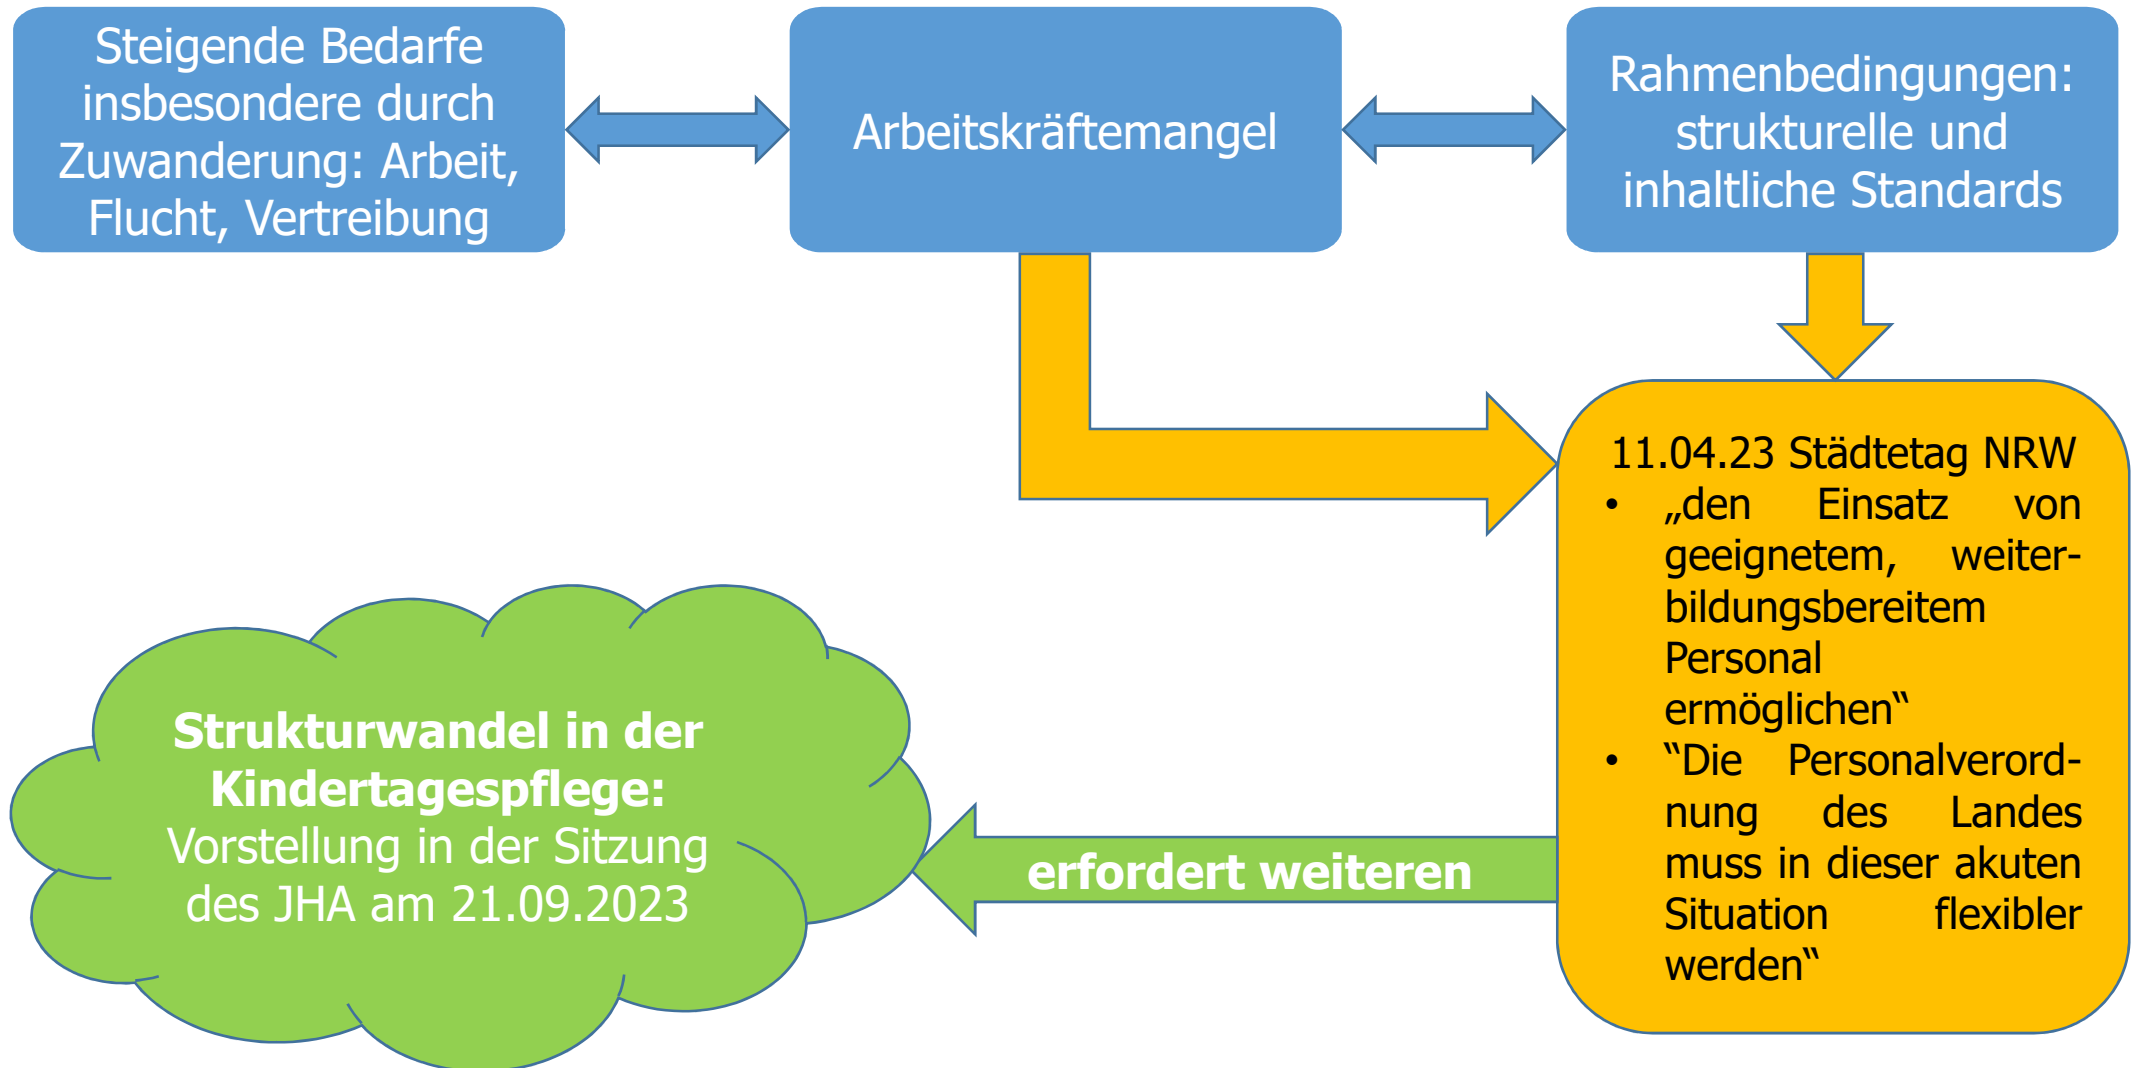 Steigende Bedarfe
insbesondere durch
Zuwanderung: Arbeit,
Flucht, Vertreibung
Arbeitskräftemangel
Rahmenbedingungen:
strukturelle und
inhaltliche Standards
11.04.23 Städtetag NRW
• „den Einsatz von
geeignetem, weiter-
bildungsbereitem
Personal
ermöglichen“
• “Die Personalverord-
nung des Landes
muss in dieser akuten
Situation flexibler
werden“
erfordert weiteren
Strukturwandel in der
Kindertagespflege:
Vorstellung in der Sitzung
des JHA am 21.09.2023